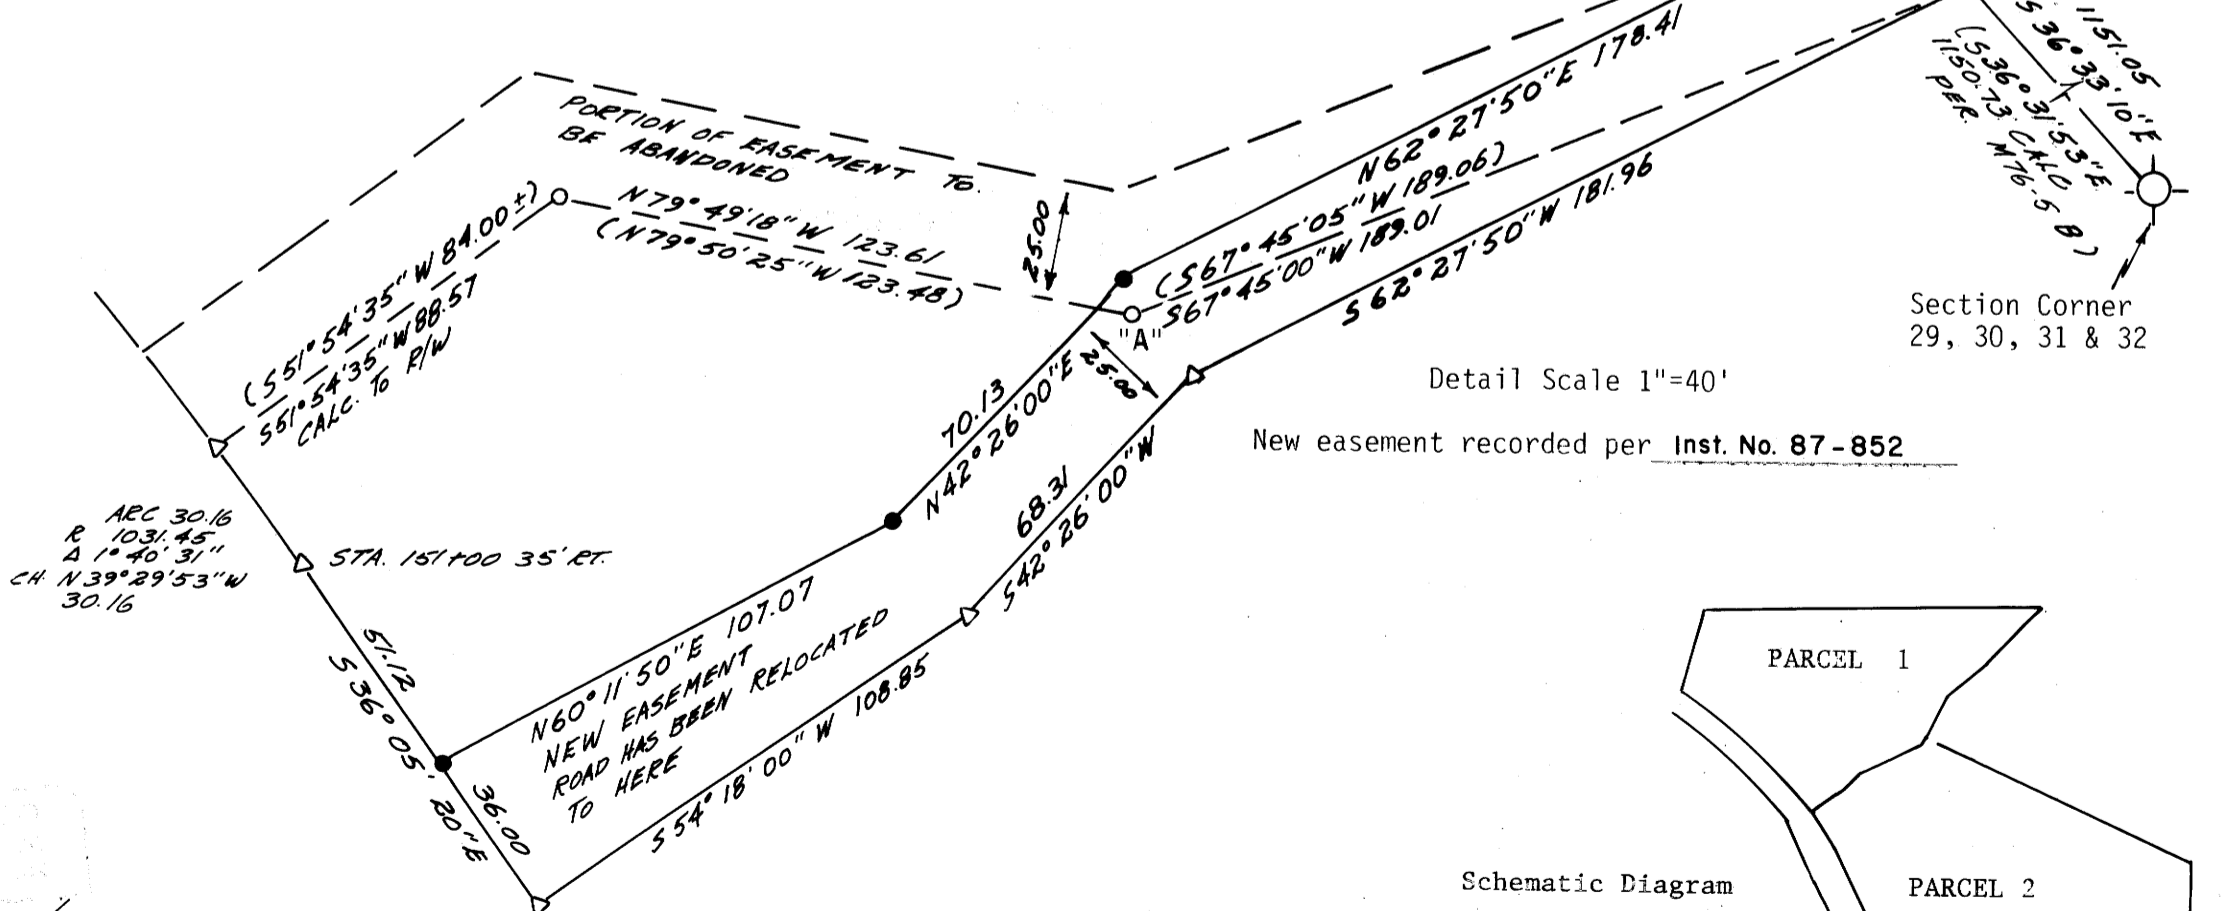 PORTION OF EASEMENT TO.
BE ABANDONED
N79°49'18"W 123.61
(N79°50'25"W 123.48)
25.00
(S51°54'35"W 84.00±)
S51°54'35"W 88.57
CALC. TO R/W
N62°27'50"E 178.41
(S67°45'05"W 189.06)
S67°45'00"W 189.01
S62°27'50"W 181.96
1151.05
S36°33'10"E
(S36°31'53"E
1150.73 CALC
PER. M76-5 B)
Section Corner
29, 30, 31 & 32
"A"
25.00
Detail Scale 1"=40'
New easement recorded per Inst. No. 87-852
70.13
N42°26'00"E
68.31
S42°26'00"W
ARC 30.16
R 1031.45
Δ 1°40'31"
CH. N39°29'53"W
30.16
STA. 151+00 35' RT.
51.12
S36°05'20"E
36.00
N60°11'50"E 107.07
NEW EASEMENT
ROAD HAS BEEN RELOCATED
TO HERE
S54°18'00"W 108.85
PARCEL 1
Schematic Diagram
PARCEL 2